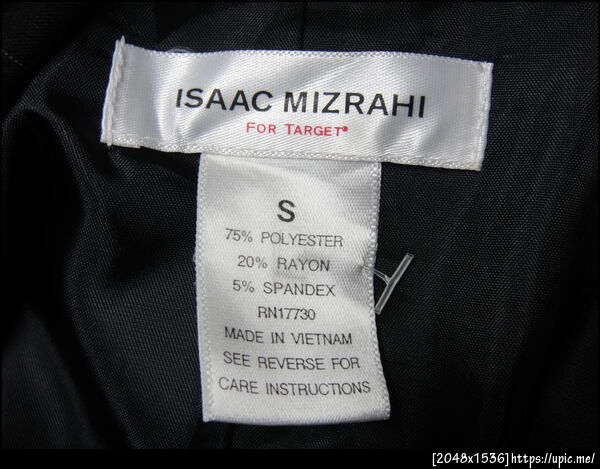 ISAAC MIZRAHI
FOR TARGET®
S
75% POLYESTER
20% RAYON
5% SPANDEX
RN17730
MADE IN VIETNAM
SEE REVERSE FOR
CARE INSTRUCTIONS
[2048x1536]https://upic.me/